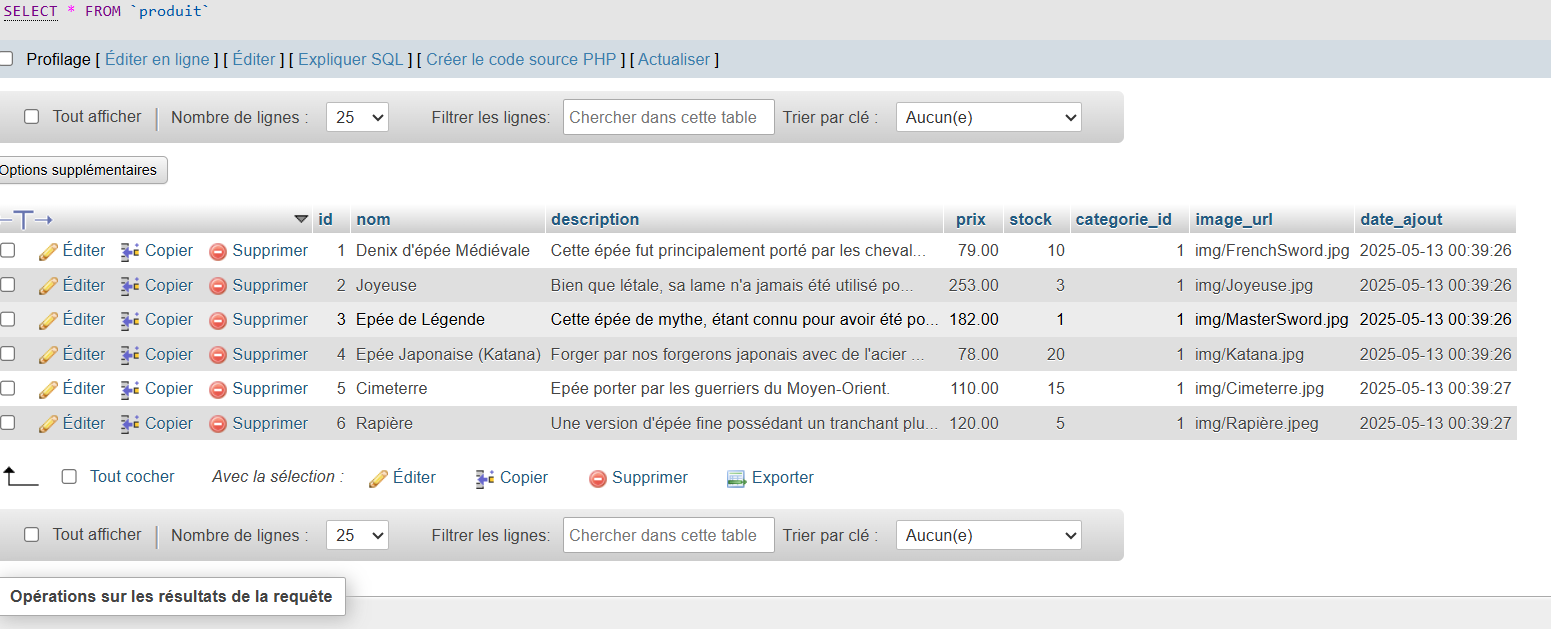 SELECT * FROM `produit`
Profilage [ Éditer en ligne ] [ Éditer ] [ Expliquer SQL ] [ Créer le code source PHP ] [ Actualiser ]
Tout afficher | Nombre de lignes : 25 Filtrer les lignes: Chercher dans cette table Trier par clé : Aucun(e)
Options supplémentaires
id nom description prix stock categorie_id image_url date_ajout
Éditer Copier Supprimer 1 Denix d'épée Médiévale Cette épée fut principalement porté par les cheval... 79.00 10 1 img/FrenchSword.jpg 2025-05-13 00:39:26
Éditer Copier Supprimer 2 Joyeuse Bien que létale, sa lame n'a jamais été utilisé po... 253.00 3 1 img/Joyeuse.jpg 2025-05-13 00:39:26
Éditer Copier Supprimer 3 Epée de Légende Cette épée de mythe, étant connu pour avoir été po... 182.00 1 1 img/MasterSword.jpg 2025-05-13 00:39:26
Éditer Copier Supprimer 4 Epée Japonaise (Katana) Forger par nos forgerons japonais avec de l'acier ... 78.00 20 1 img/Katana.jpg 2025-05-13 00:39:26
Éditer Copier Supprimer 5 Cimeterre Epée porter par les guerriers du Moyen-Orient. 110.00 15 1 img/Cimeterre.jpg 2025-05-13 00:39:27
Éditer Copier Supprimer 6 Rapière Une version d'épée fine possédant un tranchant plu... 120.00 5 1 img/Rapière.jpeg 2025-05-13 00:39:27
Tout cocher Avec la sélection : Éditer Copier Supprimer Exporter
Tout afficher | Nombre de lignes : 25 Filtrer les lignes: Chercher dans cette table Trier par clé : Aucun(e)
Opérations sur les résultats de la requête